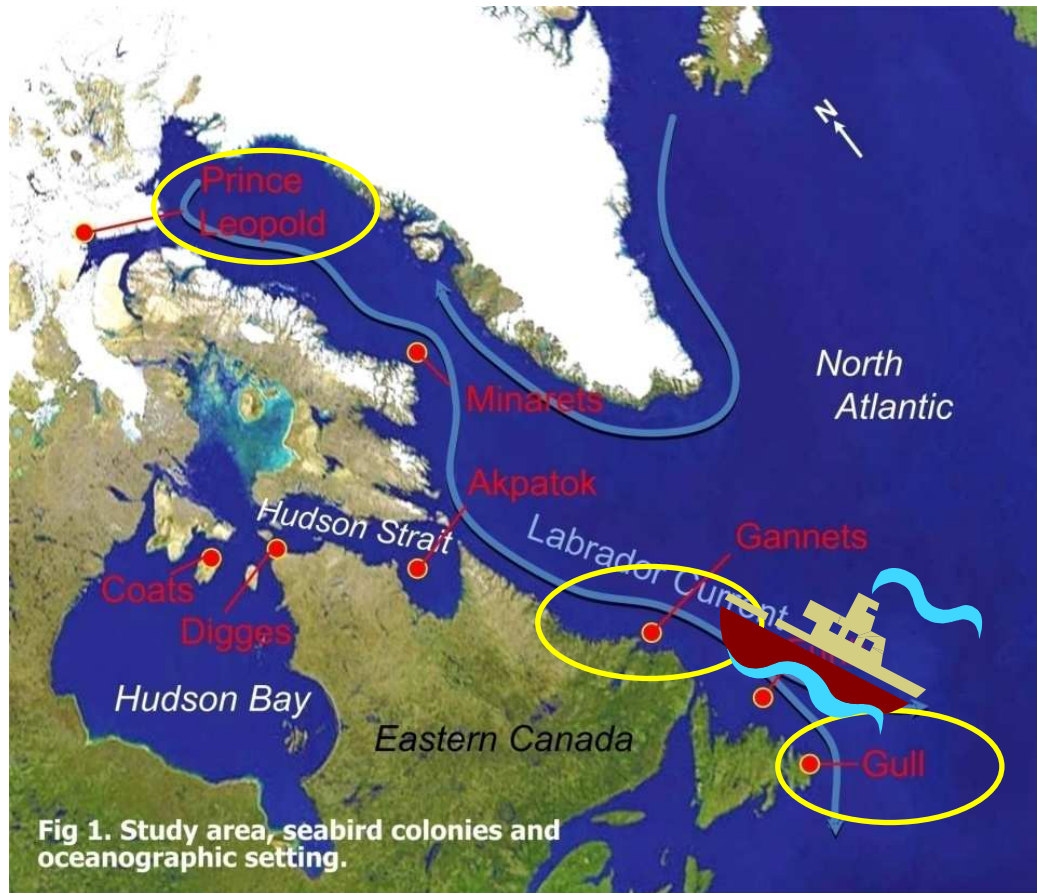 N
Prince
Leopold
North
Atlantic
Minarets
Akpatok
Hudson Strait
Labrador Current
Gannets
Coats
Digges
Hudson Bay
Eastern Canada
Gull
Fig 1. Study area, seabird colonies and
oceanographic setting.